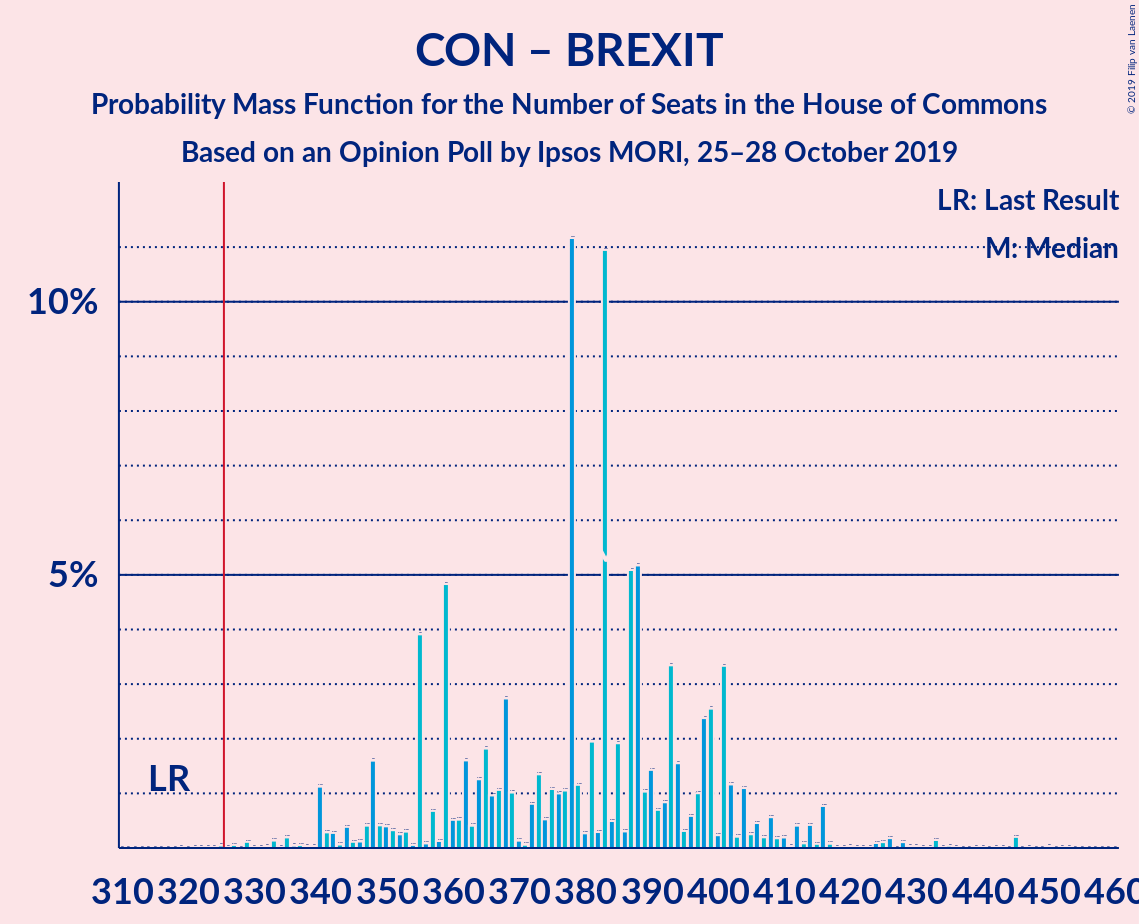 CON – BREXIT
Probability Mass Function for the Number of Seats in the House of Commons
Based on an Opinion Poll by Ipsos MORI, 25–28 October 2019
© 2019 Filip van Laenen
LR: Last Result
M: Median
10%
5%
LR
310 320 330 340 350 360 370 380 390 400 410 420 430 440 450 460